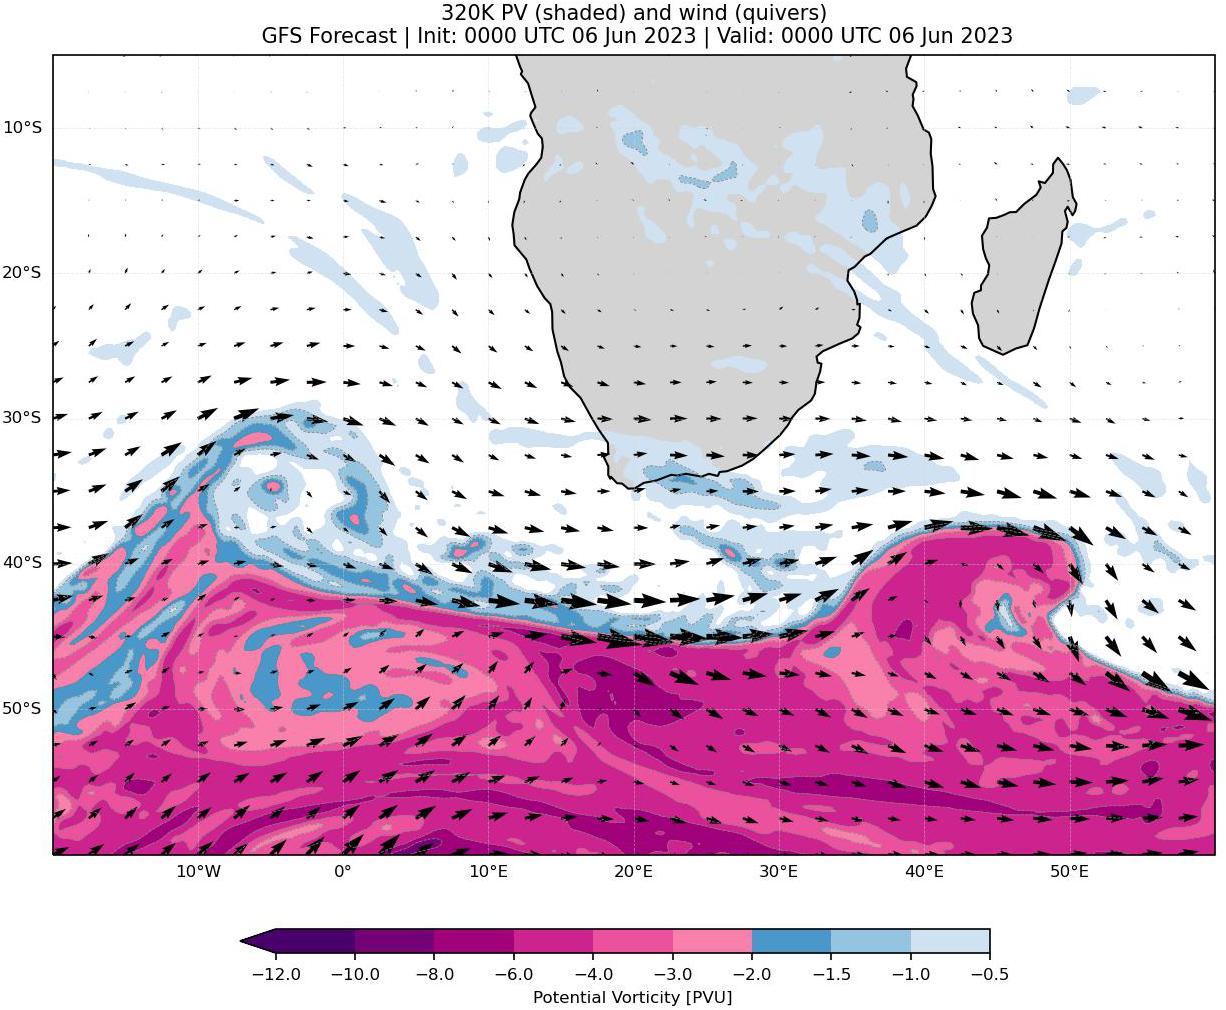 320K PV (shaded) and wind (quivers)
GFS Forecast | Init: 0000 UTC 06 Jun 2023 | Valid: 0000 UTC 06 Jun 2023
10°S
20°S
30°S
40°S
50°S
10°W 0° 10°E 20°E 30°E 40°E 50°E
−12.0 −10.0 −8.0 −6.0 −4.0 −3.0 −2.0 −1.5 −1.0 −0.5
Potential Vorticity [PVU]